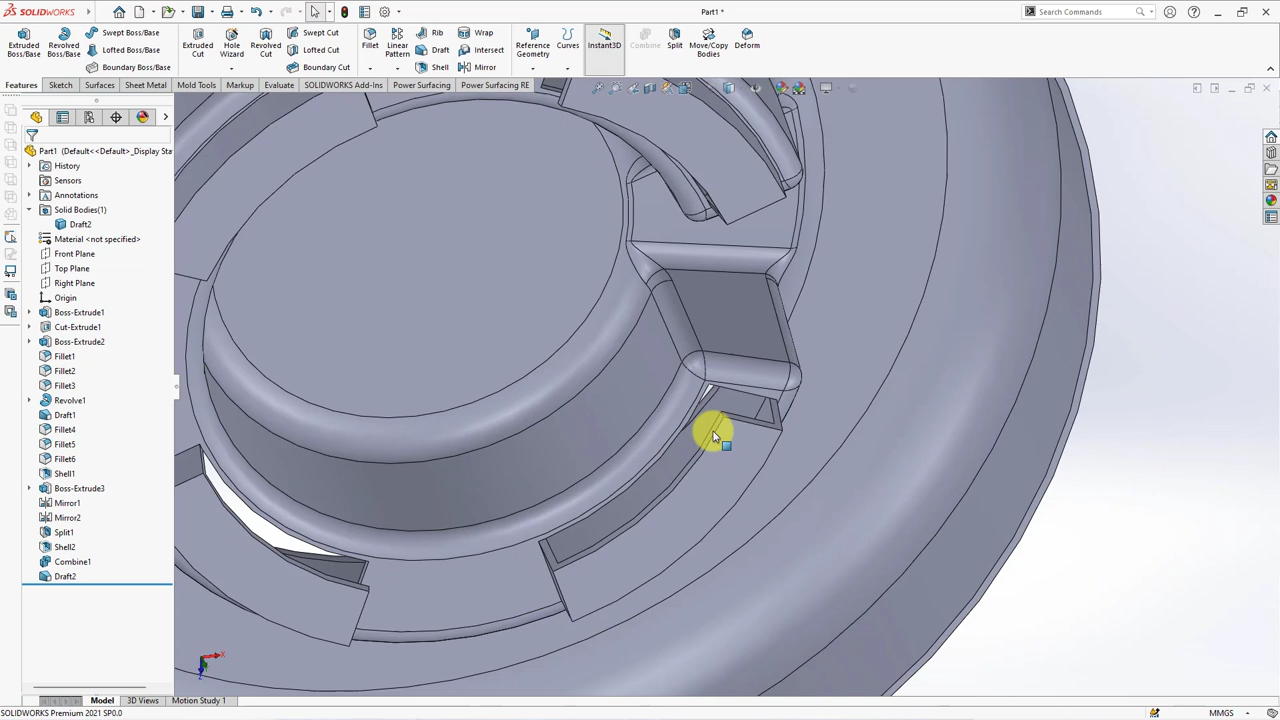 SOLIDWORKS
Part1 *
Search Commands
Extruded Boss/Base
Revolved Boss/Base
Swept Boss/Base
Lofted Boss/Base
Boundary Boss/Base
Extruded Cut
Hole Wizard
Revolved Cut
Swept Cut
Lofted Cut
Boundary Cut
Fillet
Linear Pattern
Rib
Draft
Shell
Wrap
Intersect
Mirror
Reference Geometry
Curves
Instant3D
Combine
Split
Move/Copy Bodies
Deform
Features
Sketch
Surfaces
Sheet Metal
Mold Tools
Markup
Evaluate
SOLIDWORKS Add-Ins
Power Surfacing
Power Surfacing RE
Part1 (Default<<Default>_Display Sta
History
Sensors
Annotations
Solid Bodies(1)
Draft2
Material <not specified>
Front Plane
Top Plane
Right Plane
Origin
Boss-Extrude1
Cut-Extrude1
Boss-Extrude2
Fillet1
Fillet2
Fillet3
Revolve1
Draft1
Fillet4
Fillet5
Fillet6
Shell1
Boss-Extrude3
Mirror1
Mirror2
Split1
Shell2
Combine1
Draft2
X
Z
Model
3D Views
Motion Study 1
SOLIDWORKS Premium 2021 SP0.0
MMGS